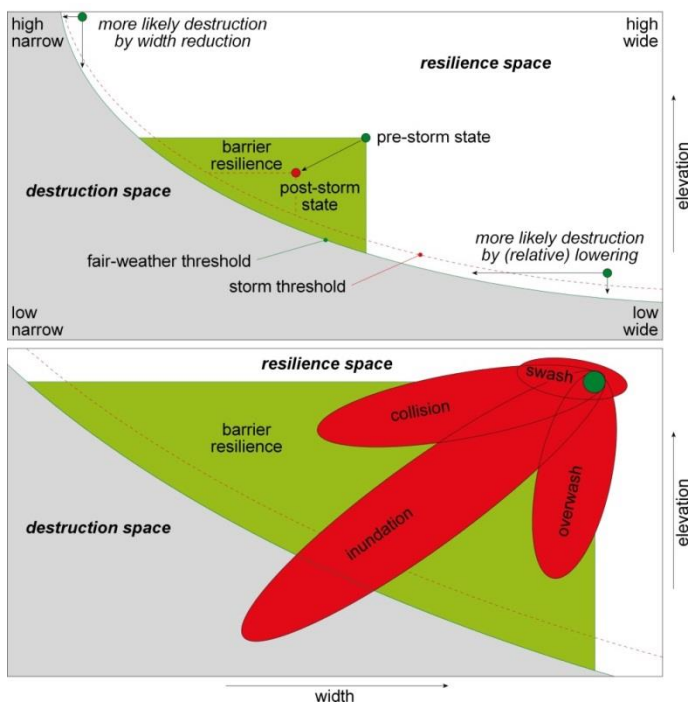 high
narrow
more likely destruction
by width reduction
high
wide
resilience space
barrier
resilience
pre-storm state
destruction space
post-storm
state
elevation
fair-weather threshold
more likely destruction
by (relative) lowering
storm threshold
low
narrow
low
wide
resilience space
swash
collision
barrier
resilience
overwash
inundation
destruction space
elevation
width